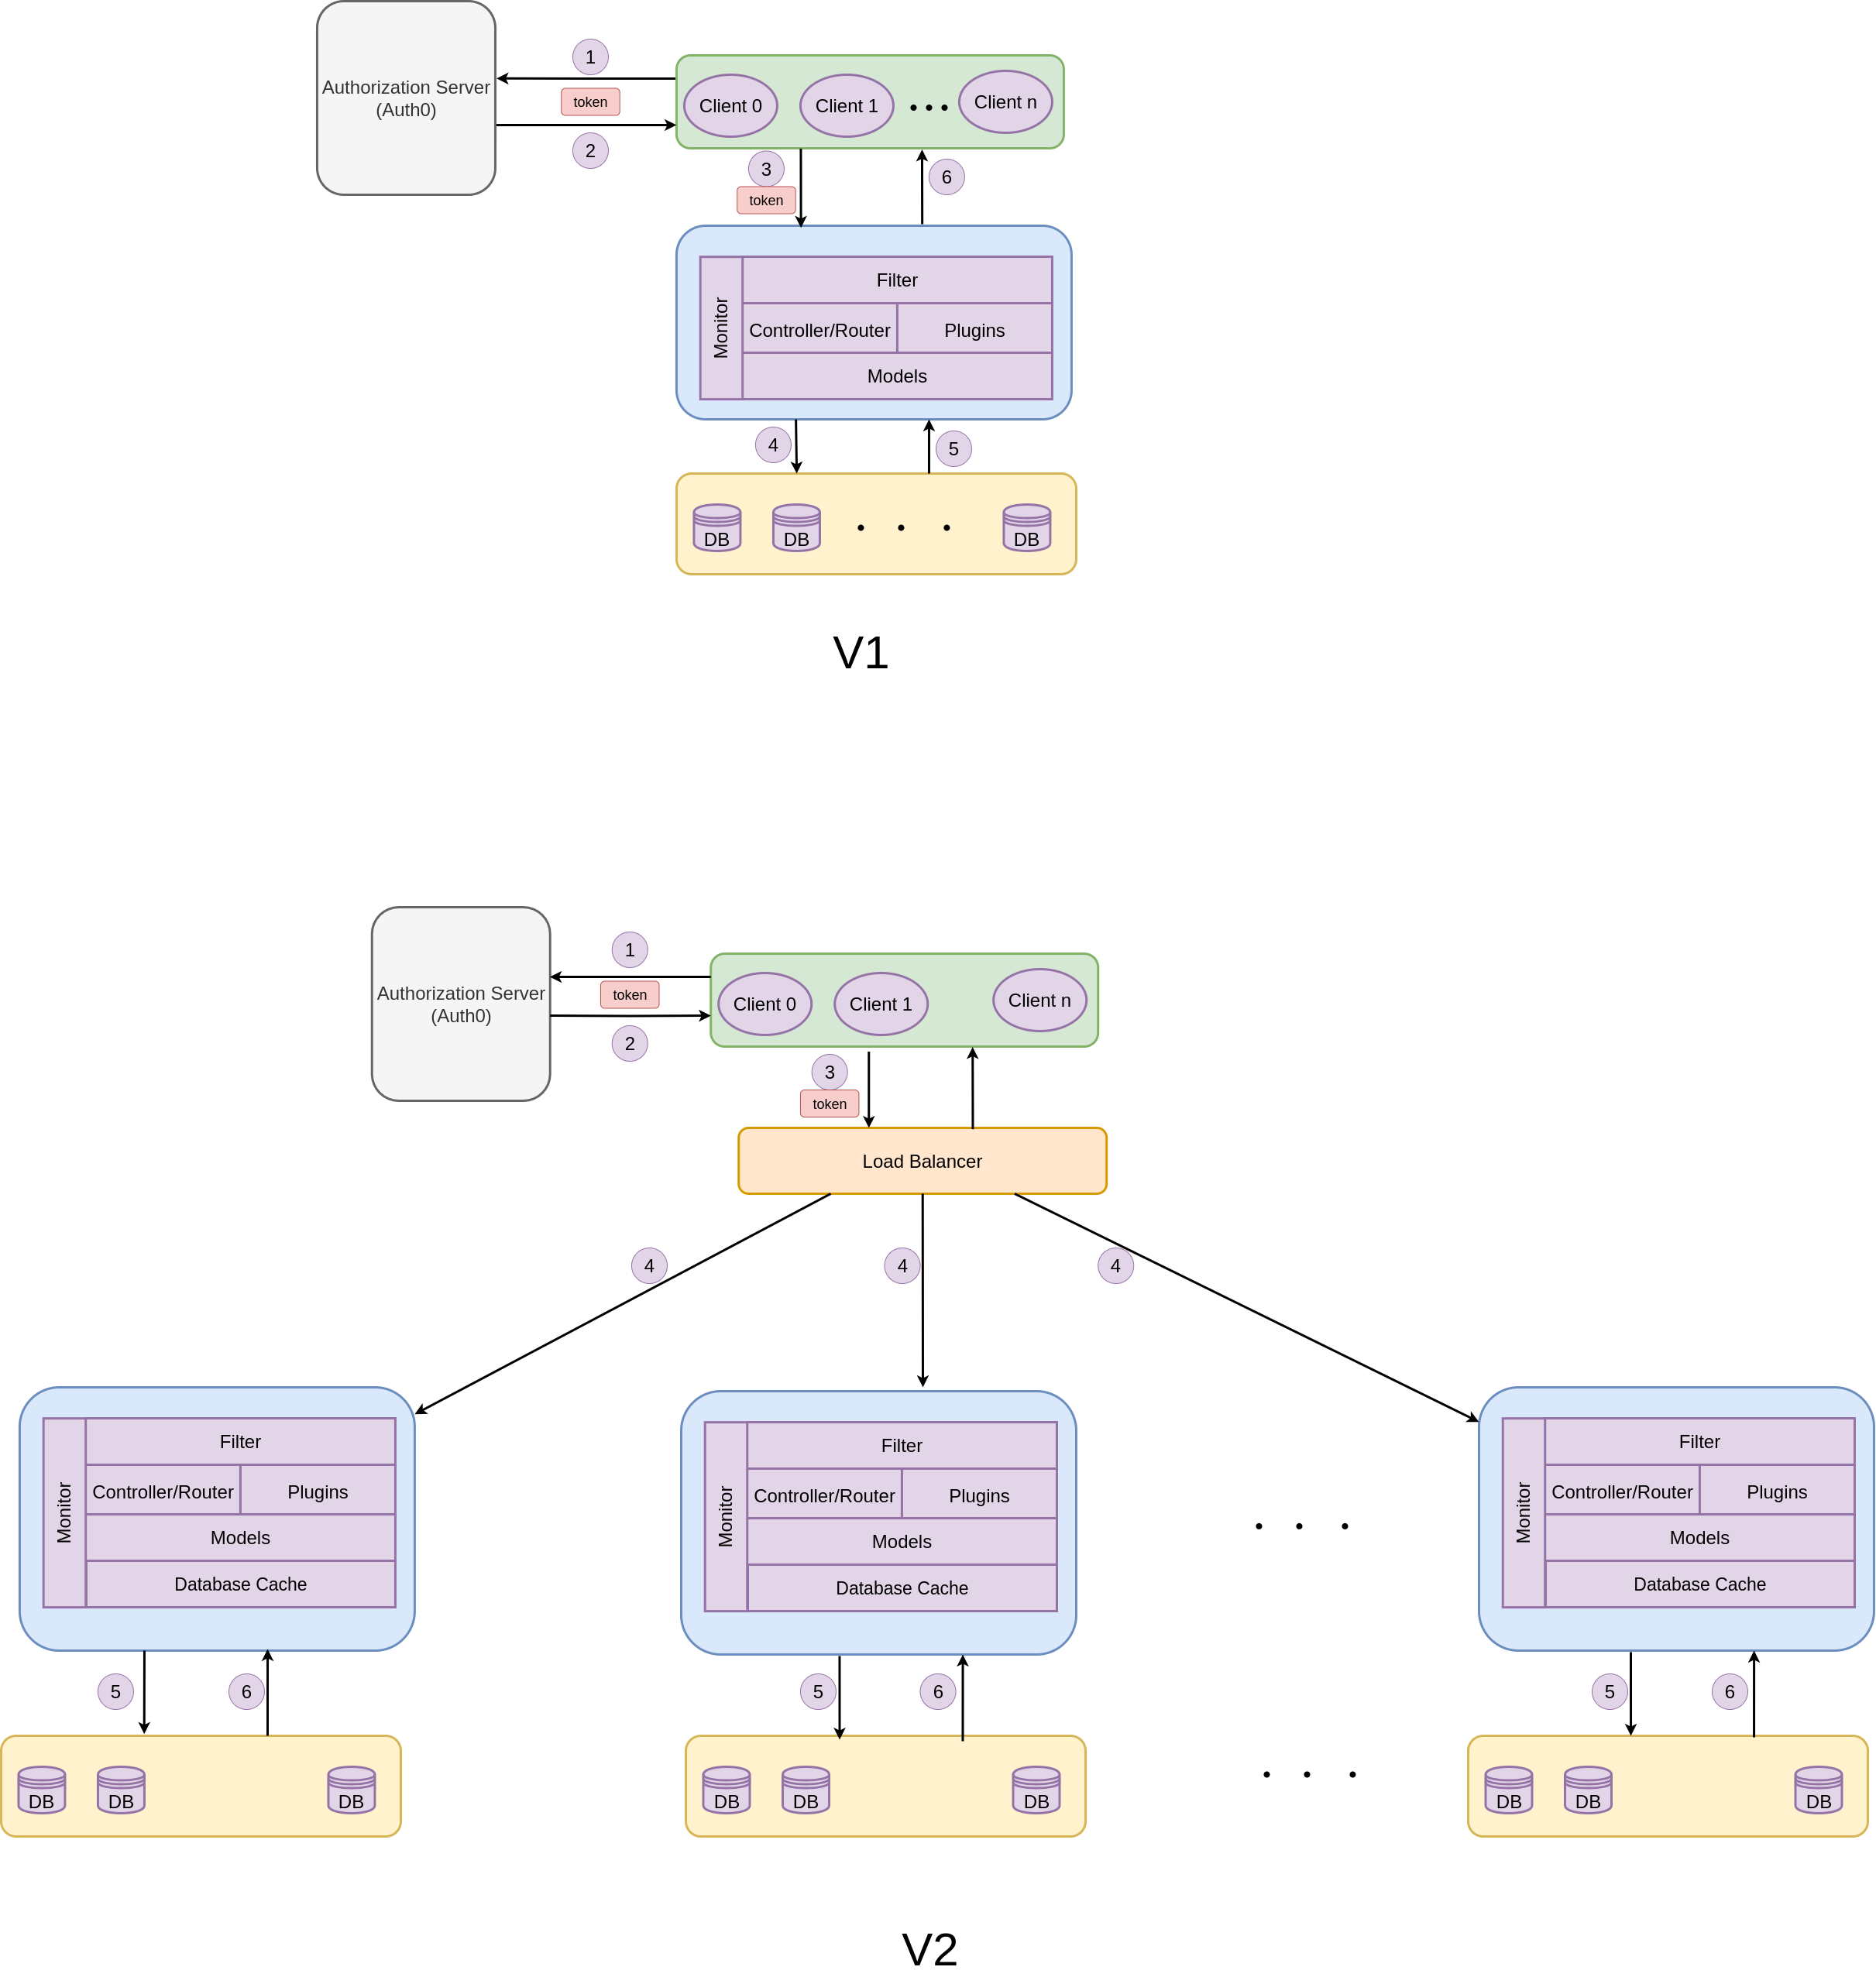 1
Authorization Server
(Auth0)
token
2
Client 0
Client 1
Client n
3
token
6
Monitor
Filter
Controller/Router
Plugins
Models
4
5
DB
DB
DB
V1
Authorization Server
(Auth0)
1
token
2
Client 0
Client 1
Client n
3
token
Load Balancer
4
4
4
Monitor
Filter
Controller/Router
Plugins
Models
Database Cache
Monitor
Filter
Controller/Router
Plugins
Models
Database Cache
Monitor
Filter
Controller/Router
Plugins
Models
Database Cache
5
6
5
6
5
6
DB
DB
DB
DB
DB
DB
DB
DB
DB
V2